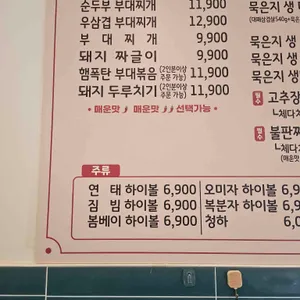 순두부 부대찌개 11,900
우삼겹 부대찌개 12,900
부대찌개 9,900
돼지 짜글이 9,900
햄폭탄 부대볶음 (2인분이상 주문 가능) 11,900
돼지 두루치기 (2인분이상 주문 가능) 11,900
매운맛 매운맛 선택가능
묵은지 생
묵은지 생
묵은지 생
고추장
불판찌
(매운맛
주류
연태 하이볼 6,900
짐빔 하이볼 6,900
봄베이 하이볼 6,900
오미자 하이볼 6,9
복분자 하이볼 6,9
청하 6,0